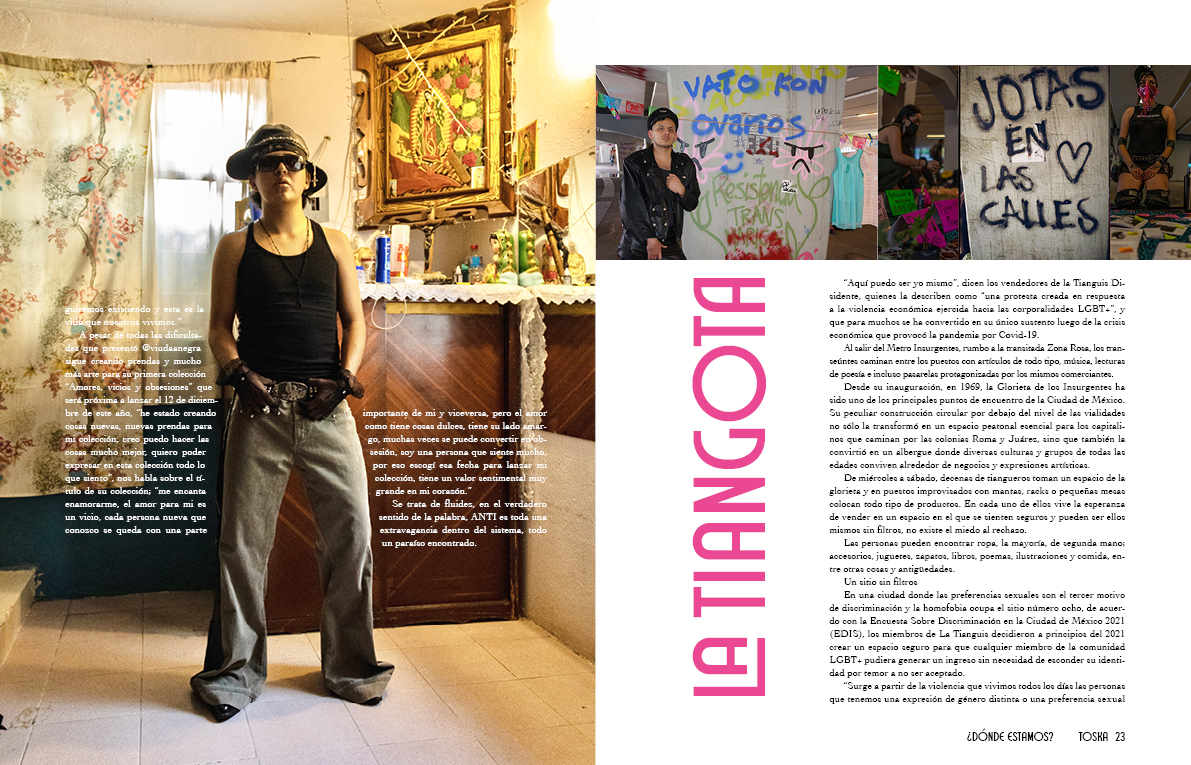 guiremos existiendo y esta es la
vida que nosotros vivimos."
A pesar de todas las dificulta-
des que presentó @viudaanegra
sigue creando prendas y mucho
más arte para su primera colección
"Amores, vicios y obsesiones" que
será próxima a lanzar el 12 de diciem-
bre de este año, "he estado creando
cosas nuevas, nuevas prendas para
mi colección, creo puedo hacer las
cosas mucho mejor, quiero poder
expresar en esta colección todo lo
que siento", nos habla sobre el tí-
tulo de su colección; "me encanta
enamorarme, el amor para mi es
un vicio, cada persona nueva que
conozco se queda con una parte
importante de mi y viceversa, pero el amor
como tiene cosas dulces, tiene su lado amar-
go, muchas veces se puede convertir en ob-
sesión, soy una persona que siente mucho,
por eso escogí esa fecha para lanzar mi
colección, tiene un valor sentimental muy
grande en mi corazón."
Se trata de fluidez, en el verdadero
sentido de la palabra, ANTI es toda una
extravagancia dentro del sistema, todo
un paraíso encontrado.
VATO KON
OVARIOS
Resistencia
TRANS
JOTAS
EN
LAS
CALLES
LA TIANGOTA
"Aquí puedo ser yo mismo", dicen los vendedores de la Tianguis Di-
sidente, quienes la describen como "una protesta creada en respuesta
a la violencia económica ejercida hacia las corporalidades LGBT+", y
que para muchos se ha convertido en su único sustento luego de la crisis
económica que provocó la pandemia por Covid-19.
Al salir del Metro Insurgentes, rumbo a la transitada Zona Rosa, los tran-
seúntes caminan entre los puestos con artículos de todo tipo, música, lecturas
de poesía e incluso pasarelas protagonizadas por los mismos comerciantes.
Desde su inauguración, en 1969, la Glorieta de los Insurgentes ha
sido uno de los principales puntos de encuentro de la Ciudad de México.
Su peculiar construcción circular por debajo del nivel de las vialidades
no sólo la transformó en un espacio peatonal esencial para los capitali-
nos que caminan por las colonias Roma y Juárez, sino que también la
convirtió en un albergue donde diversas culturas y grupos de todas las
edades conviven alrededor de negocios y expresiones artísticas.
De miércoles a sábado, decenas de tiangueros toman un espacio de la
glorieta y en puestos improvisados con mantas, racks o pequeñas mesas
colocan todo tipo de productos. En cada uno de ellos vive la esperanza
de vender en un espacio en el que se sienten seguros y pueden ser ellos
mismos sin filtros, no existe el miedo al rechazo.
Las personas pueden encontrar ropa, la mayoría, de segunda mano;
accesorios, juguetes, zapatos, libros, poemas, ilustraciones y comida, en-
tre otras cosas y antigüedades.
Un sitio sin filtros
En una ciudad donde las preferencias sexuales son el tercer motivo
de discriminación y la homofobia ocupa el sitio número ocho, de acuer-
do con la Encuesta Sobre Discriminación en la Ciudad de México 2021
(EDIS), los miembros de La Tianguis decidieron a principios del 2021
crear un espacio seguro para que cualquier miembro de la comunidad
LGBT+ pudiera generar un ingreso sin necesidad de esconder su identi-
dad por temor a no ser aceptado.
"Surge a partir de la violencia que vivimos todos los días las personas
que tenemos una expresión de género distinta o una preferencia sexual
¿DÓNDE ESTAMOS? TOSKA 23